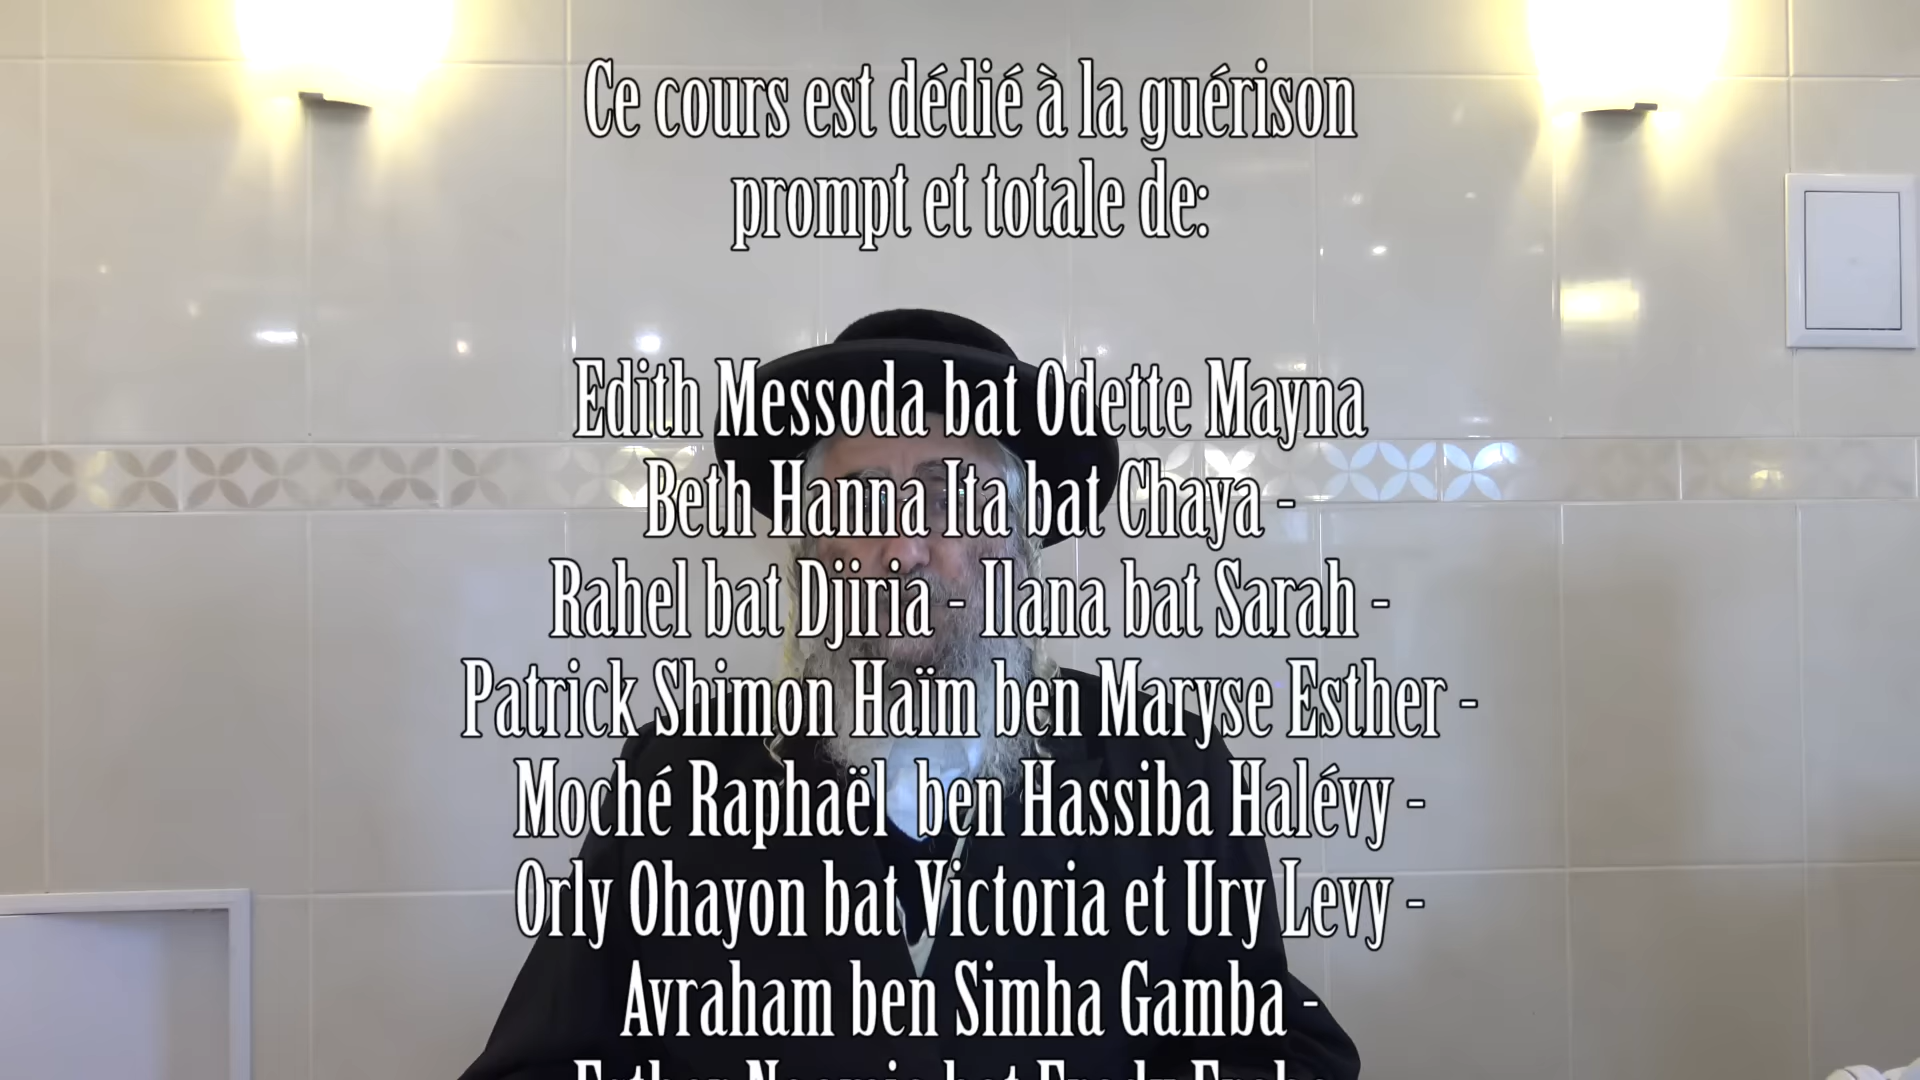 Ce cours est dédié à la guérison
prompt et totale de:
Edith Messoda bat Odette Mayna
Beth Hanna Ita bat Chaya -
Rahel bat Djiria - Ilana bat Sarah -
Patrick Shimon Haïm ben Maryse Esther -
Moché Raphaël ben Hassiba Halévy -
Orly Ohayon bat Victoria et Ury Levy -
Avraham ben Simha Gamba -